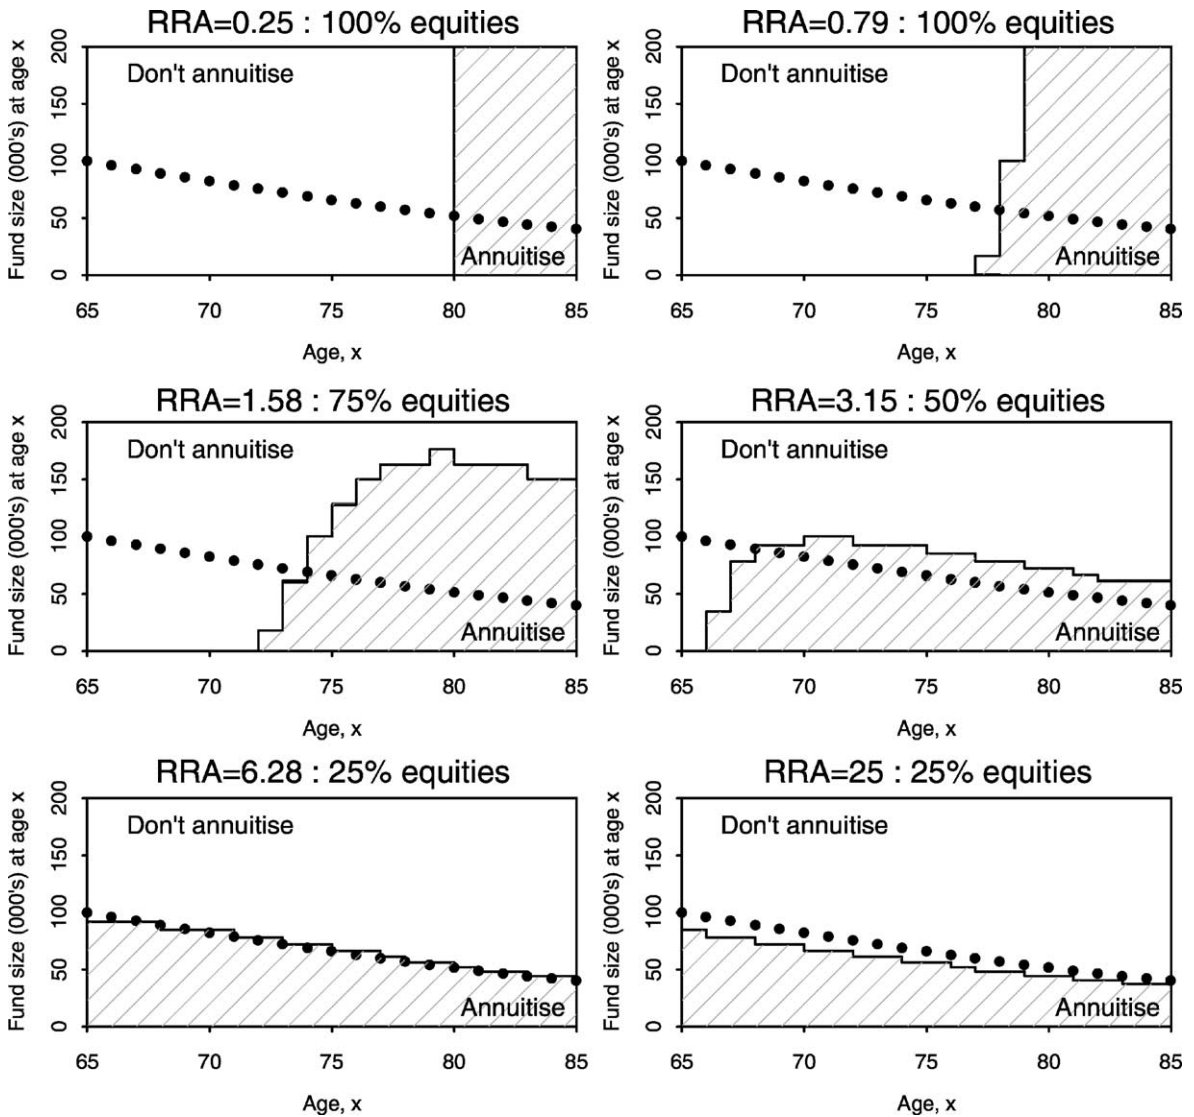 RRA=0.25 : 100% equities
Fund size (000's) at age x
200
150
100
50
0
Don't annuitise
Annuitise
65 70 75 80 85
Age, x
RRA=0.79 : 100% equities
Fund size (000's) at age x
200
150
100
50
0
Don't annuitise
Annuitise
65 70 75 80 85
Age, x
RRA=1.58 : 75% equities
Fund size (000's) at age x
200
150
100
50
0
Don't annuitise
Annuitise
65 70 75 80 85
Age, x
RRA=3.15 : 50% equities
Fund size (000's) at age x
200
150
100
50
0
Don't annuitise
Annuitise
65 70 75 80 85
Age, x
RRA=6.28 : 25% equities
Fund size (000's) at age x
200
150
100
50
0
Don't annuitise
Annuitise
65 70 75 80 85
Age, x
RRA=25 : 25% equities
Fund size (000's) at age x
200
150
100
50
0
Don't annuitise
Annuitise
65 70 75 80 85
Age, x